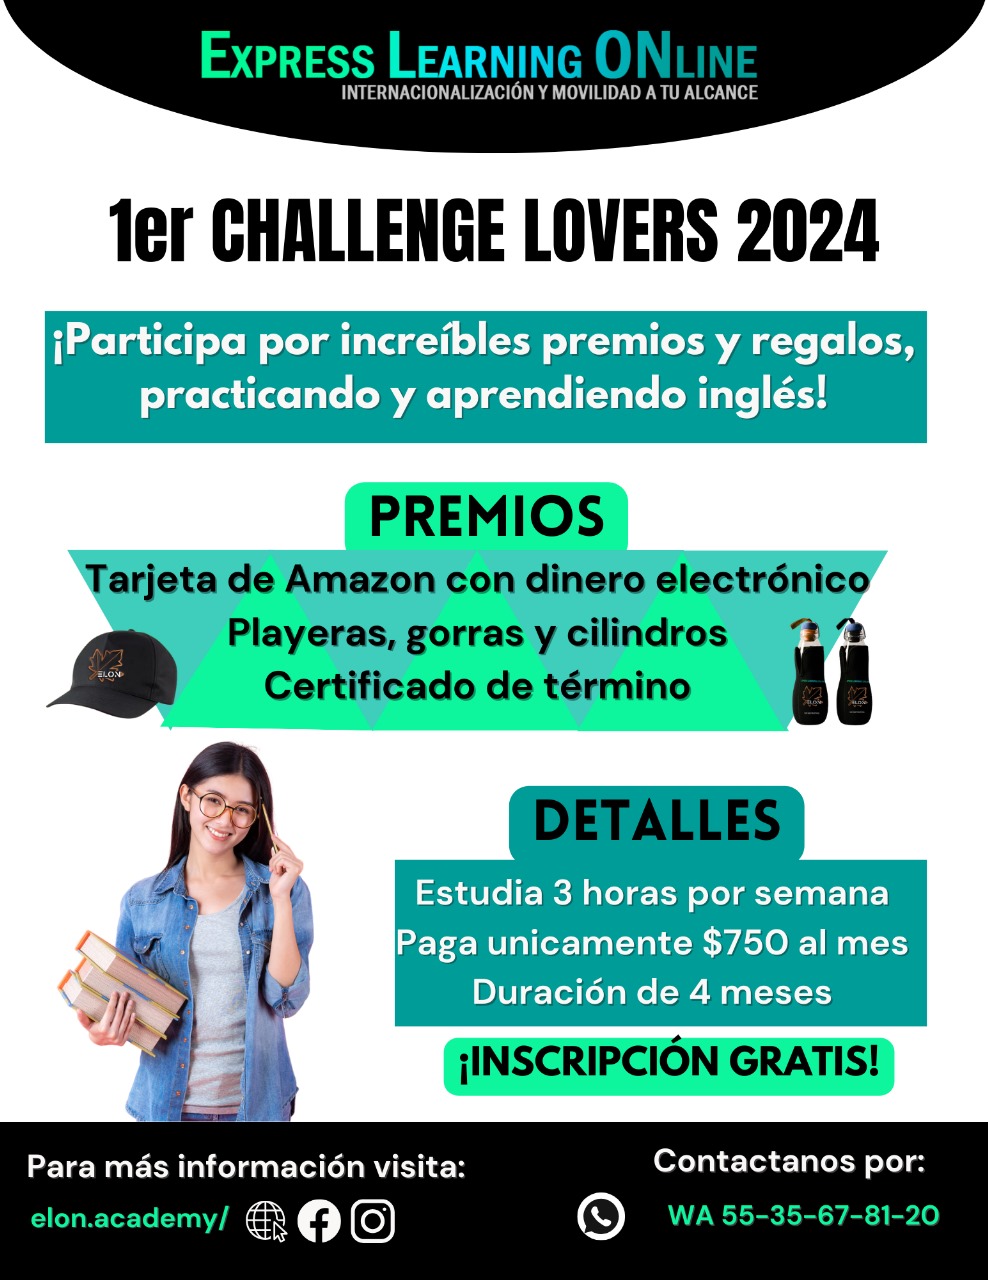 EXPRESS LEARNING ONLINE
INTERNACIONALIZACIÓN Y MOVILIDAD A TU ALCANCE
1er CHALLENGE LOVERS 2024
¡Participa por increíbles premios y regalos,
practicando y aprendiendo inglés!
PREMIOS
Tarjeta de Amazon con dinero electrónico
Playeras, gorras y cilindros
Certificado de término
ELON
ELON
ELON
DETALLES
Estudia 3 horas por semana
Paga unicamente $750 al mes
Duración de 4 meses
¡INSCRIPCIÓN GRATIS!
Para más información visita:
elon.academy/
Contactanos por:
WA 55-35-67-81-20